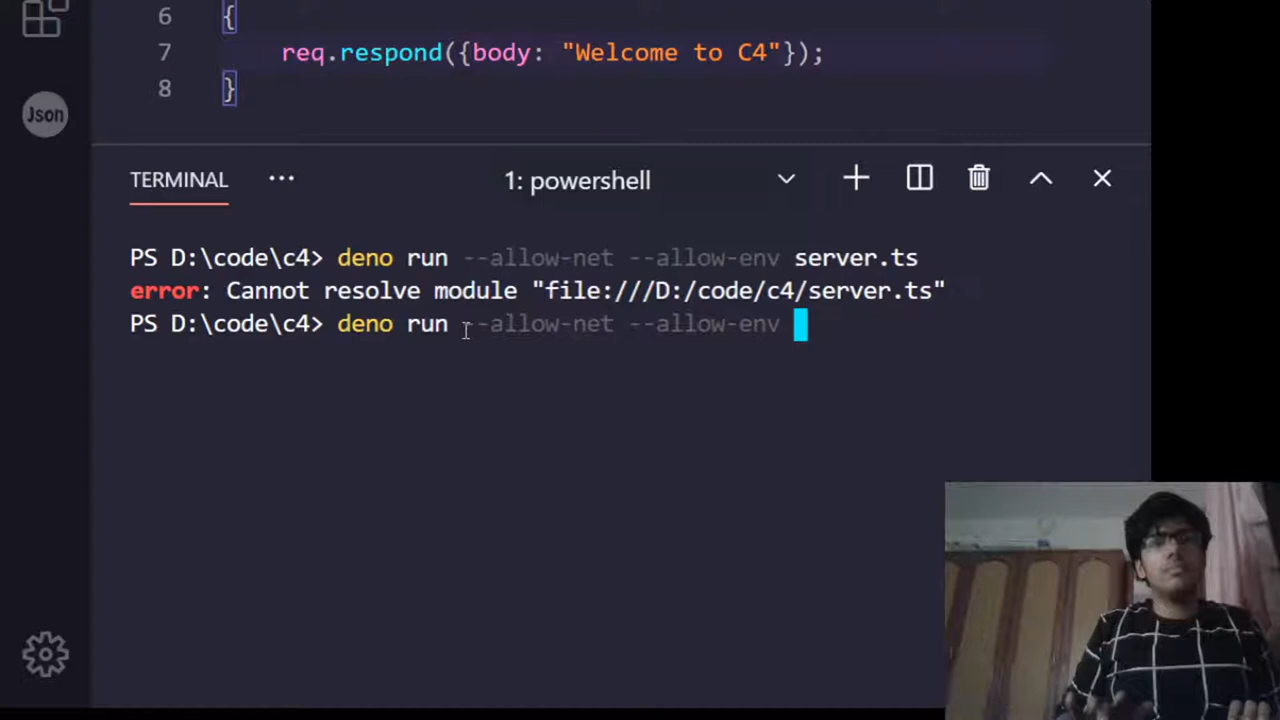 6 {
7 req.respond({body: "Welcome to C4"});
8 }
Json
TERMINAL ··· 1: powershell
PS D:\code\c4> deno run --allow-net --allow-env server.ts
error: Cannot resolve module "file:///D:/code/c4/server.ts"
PS D:\code\c4> deno run --allow-net --allow-env